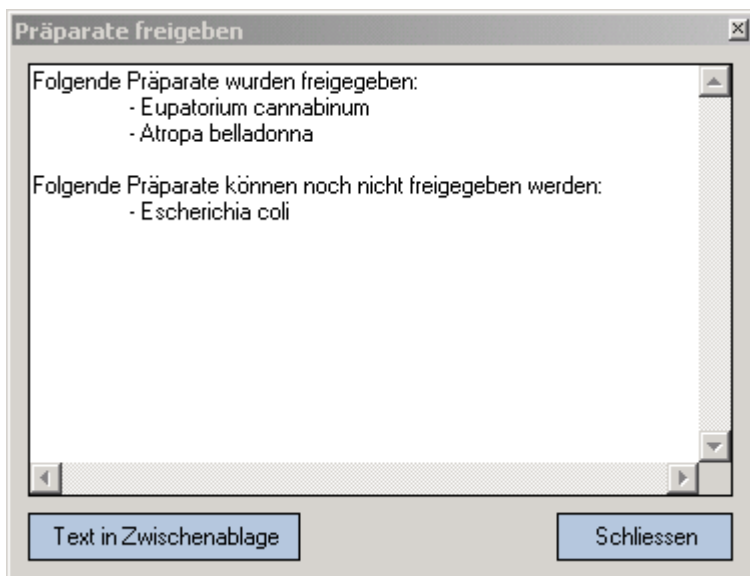 Präparate freigeben
Folgende Präparate wurden freigegeben:
- Eupatorium cannabinum
- Atropa belladonna
Folgende Präparate können noch nicht freigegeben werden:
- Escherichia coli
Text in Zwischenablage
Schliessen